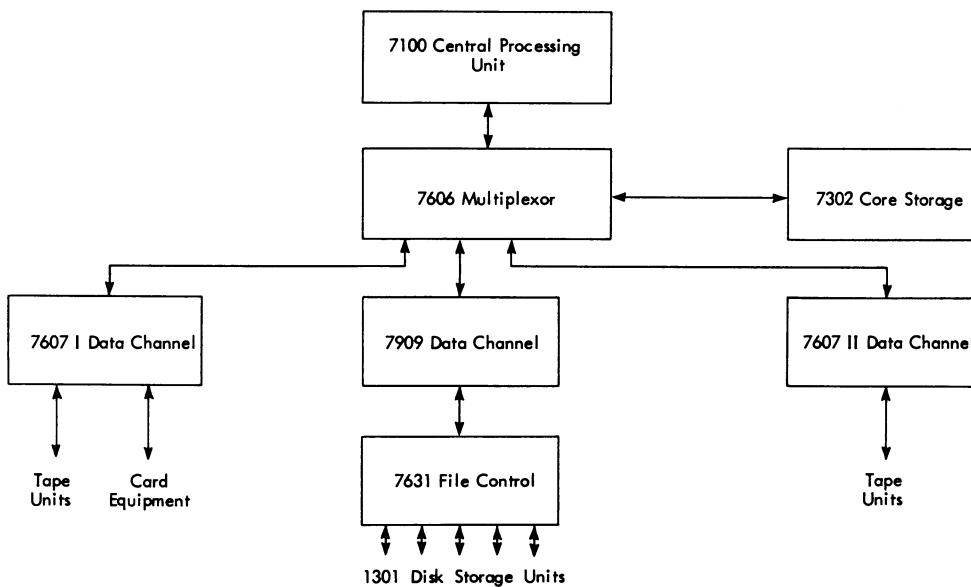 7100 Central Processing
Unit
7606 Multiplexor
7302 Core Storage
7607 I Data Channel
7909 Data Channel
7607 II Data Channel
Tape
Units
Card
Equipment
7631 File Control
Tape
Units
1301 Disk Storage Units